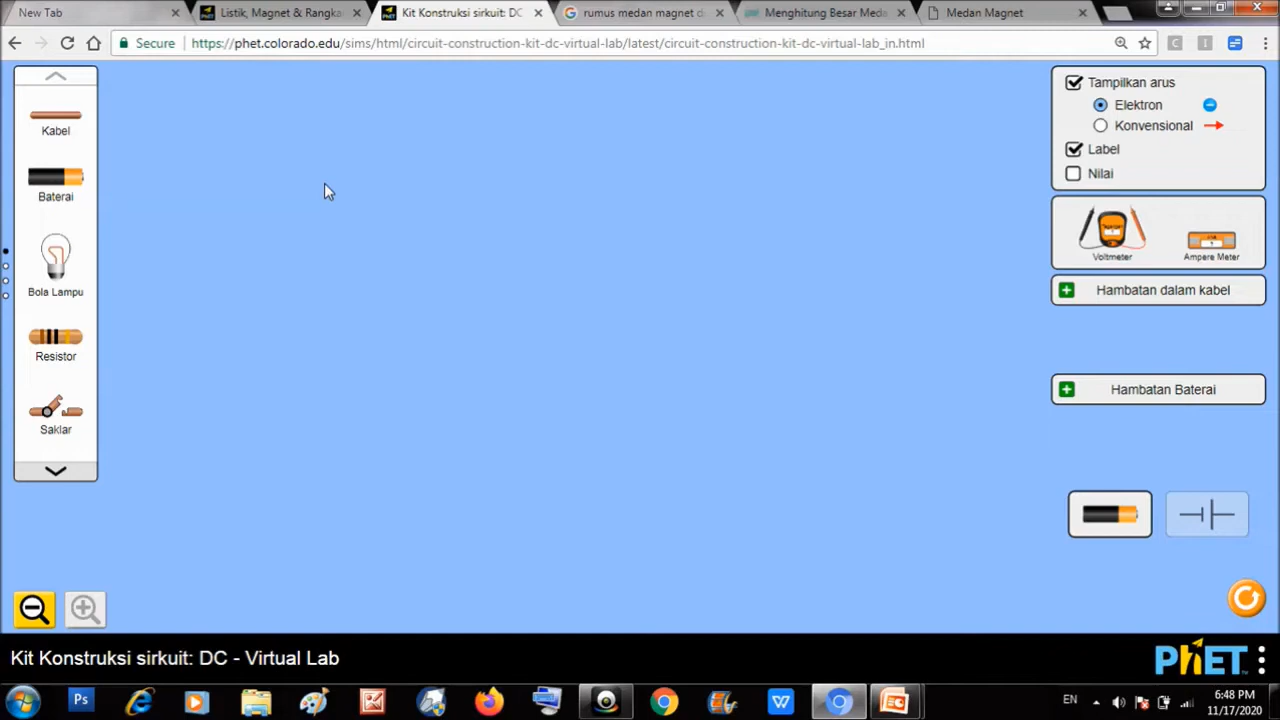 New Tab
Listik, Magnet & Rangka
Kit Konstruksi sirkuit: DC
rumus medan magnet d
Menghitung Besar Meda
Medan Magnet
Secure
https://phet.colorado.edu/sims/html/circuit-construction-kit-dc-virtual-lab/latest/circuit-construction-kit-dc-virtual-lab_in.html
Kabel
Baterai
Bola Lampu
Resistor
Saklar
Tampilkan arus
Elektron
Konvensional
Label
Nilai
Voltmeter
Ampere Meter
Hambatan dalam kabel
Hambatan Baterai
Kit Konstruksi sirkuit: DC - Virtual Lab
PhET
Ps
W
EN
6:48 PM
11/17/2020